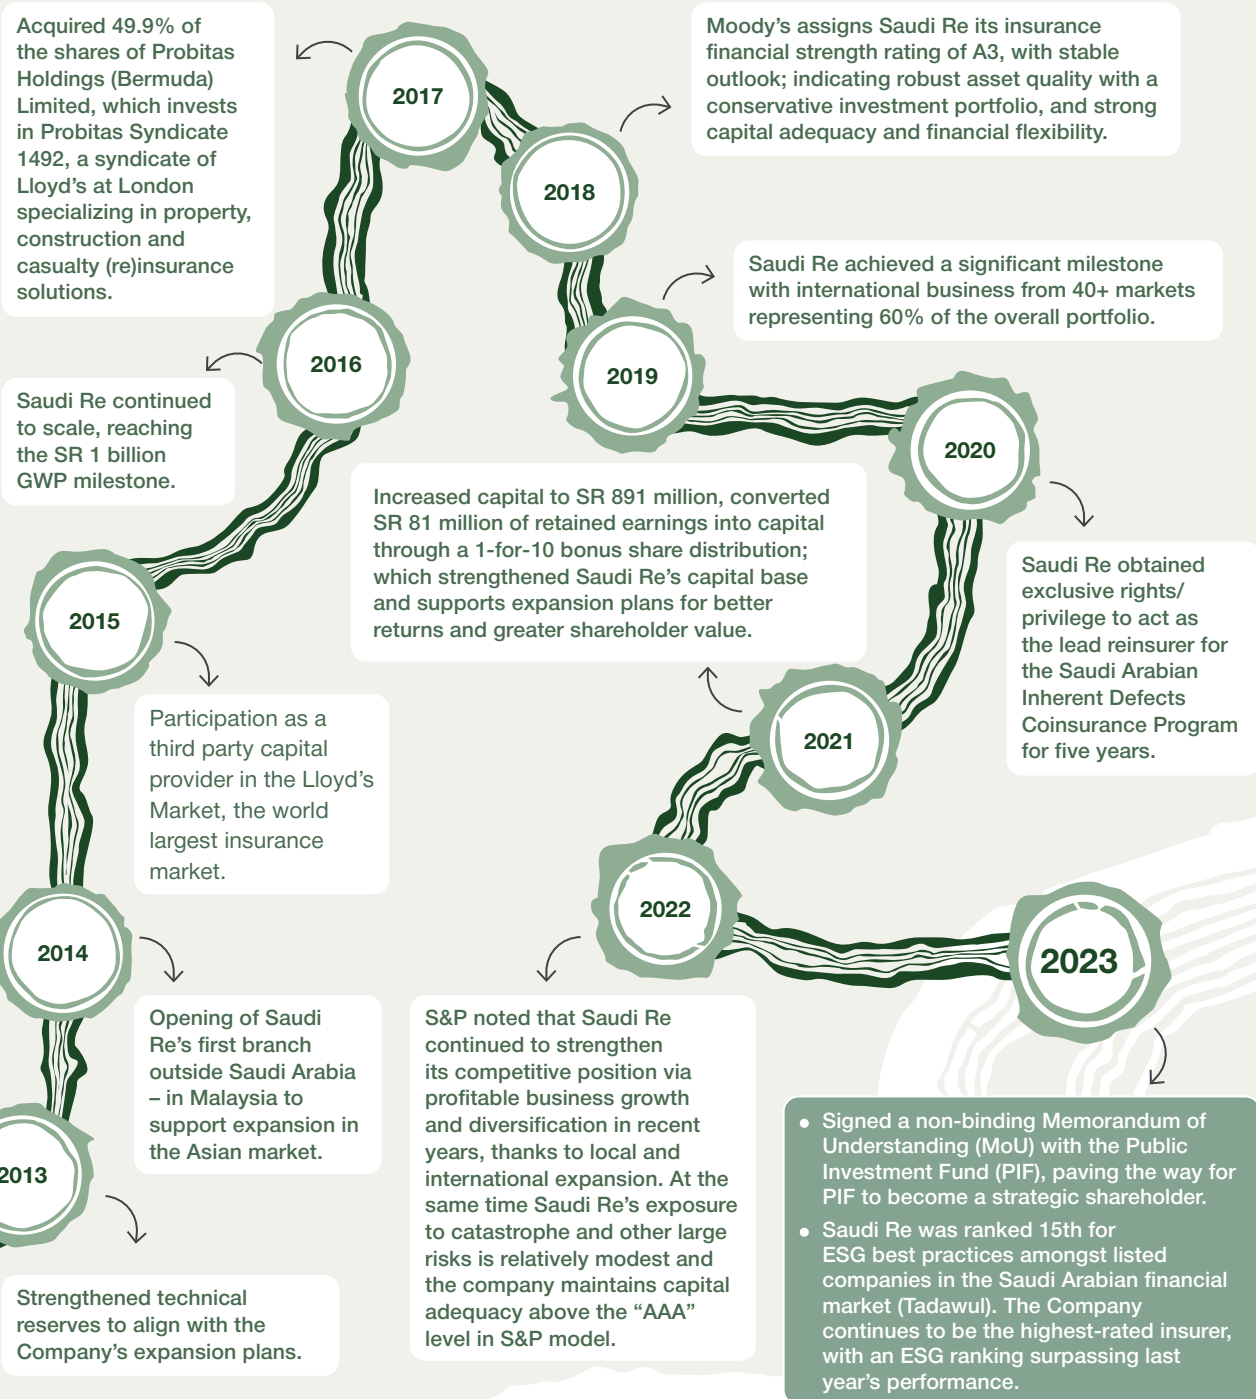 Acquired 49.9% of
the shares of Probitas
Holdings (Bermuda)
Limited, which invests
in Probitas Syndicate
1492, a syndicate of
Lloyd’s at London
specializing in property,
construction and
casualty (re)insurance
solutions.
2017
Moody’s assigns Saudi Re its insurance
financial strength rating of A3, with stable
outlook; indicating robust asset quality with a
conservative investment portfolio, and strong
capital adequacy and financial flexibility.
2018
Saudi Re achieved a significant milestone
with international business from 40+ markets
representing 60% of the overall portfolio.
2016
2019
Saudi Re continued
to scale, reaching
the SR 1 billion
GWP milestone.
2020
Increased capital to SR 891 million, converted
SR 81 million of retained earnings into capital
through a 1-for-10 bonus share distribution;
which strengthened Saudi Re’s capital base
and supports expansion plans for better
returns and greater shareholder value.
Saudi Re obtained
exclusive rights/
privilege to act as
the lead reinsurer for
the Saudi Arabian
Inherent Defects
Coinsurance Program
for five years.
2015
Participation as a
third party capital
provider in the Lloyd’s
Market, the world
largest insurance
market.
2021
2022
2014
2023
Opening of Saudi
Re’s first branch
outside Saudi Arabia
– in Malaysia to
support expansion in
the Asian market.
S&P noted that Saudi Re
continued to strengthen
its competitive position via
profitable business growth
and diversification in recent
years, thanks to local and
international expansion. At the
same time Saudi Re’s exposure
to catastrophe and other large
risks is relatively modest and
the company maintains capital
adequacy above the “AAA”
level in S&P model.
• Signed a non-binding Memorandum of
Understanding (MoU) with the Public
Investment Fund (PIF), paving the way for
PIF to become a strategic shareholder.
• Saudi Re was ranked 15th for
ESG best practices amongst listed
companies in the Saudi Arabian financial
market (Tadawul). The Company
continues to be the highest-rated insurer,
with an ESG ranking surpassing last
year’s performance.
2013
Strengthened technical
reserves to align with the
Company’s expansion plans.